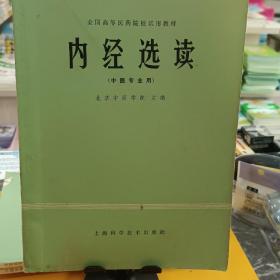 全国高等医药院校试用教材
内经选读
(中医专业用)
北京中医学院 主编
上海科学技术出版社